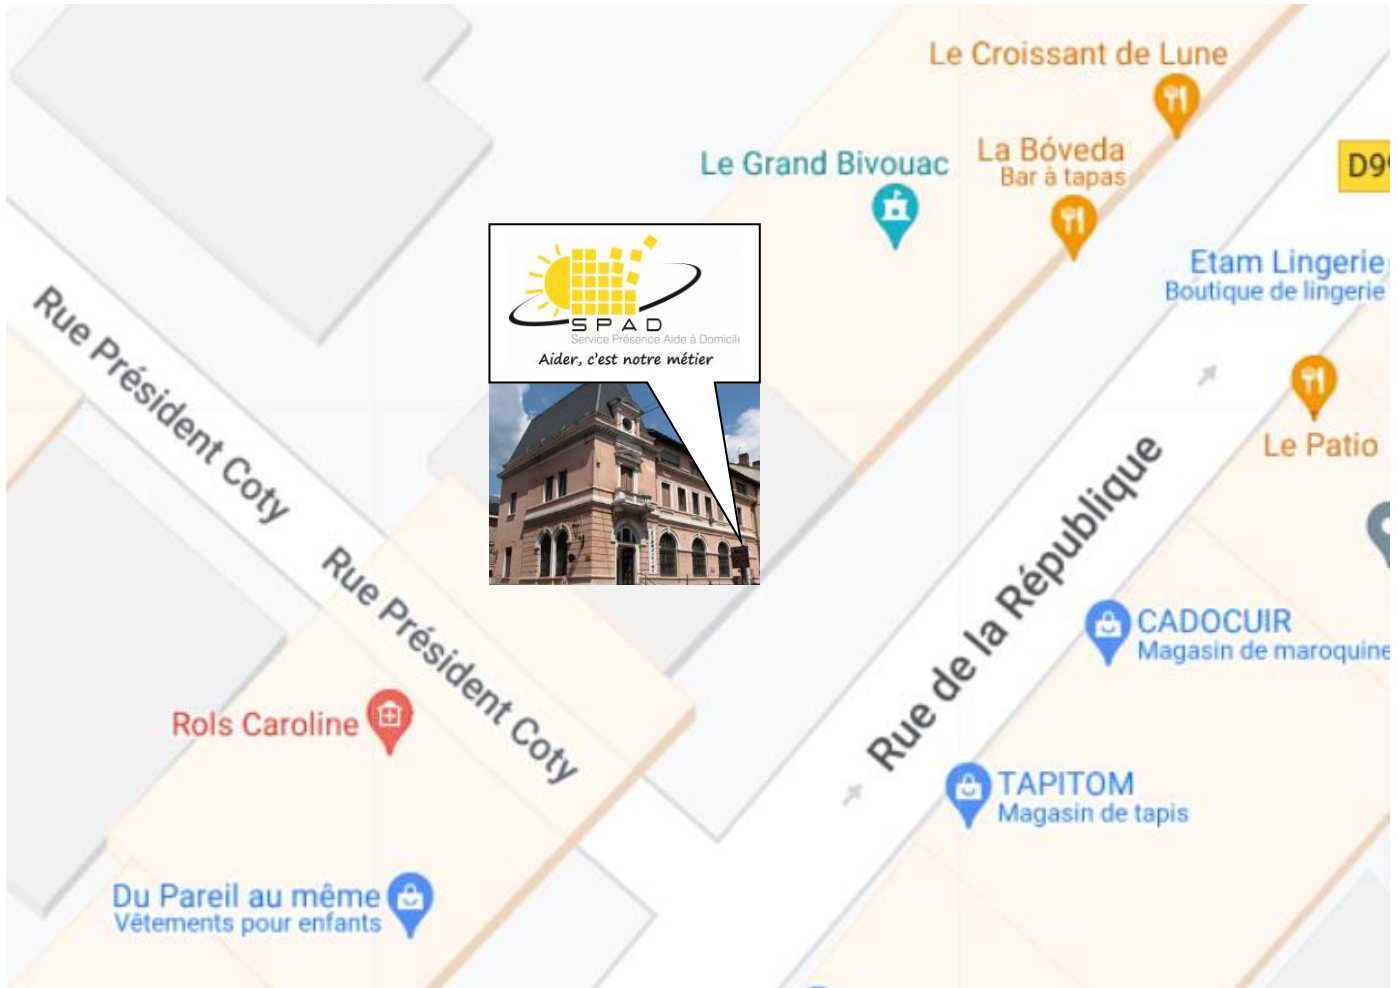 Le Croissant de Lune
La Bóveda
Bar à tapas
Le Grand Bivouac
D99
Etam Lingerie
Boutique de lingerie
SPAD
Service Présence Aide à Domicile
Aider, c'est notre métier
Rue Président Coty
Le Patio
Rue de la République
Rue Président Coty
CADOCUIR
Magasin de maroquine
Rols Caroline
TAPITOM
Magasin de tapis
Du Pareil au même
Vêtements pour enfants